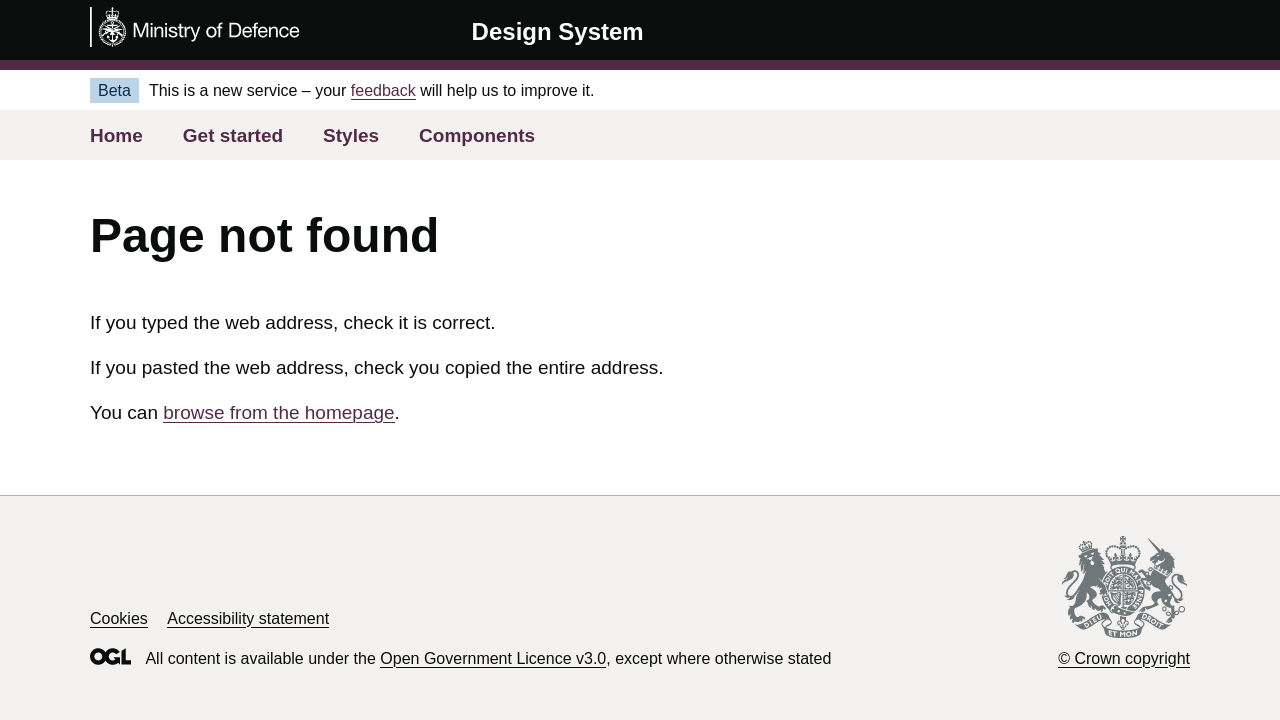 Ministry of Defence
Design System
Beta This is a new service – your feedback will help us to improve it.
Home Get started Styles Components
Page not found
If you typed the web address, check it is correct.
If you pasted the web address, check you copied the entire address.
You can browse from the homepage.
DIEU ET MON DROIT
Cookies Accessibility statement
OGL All content is available under the Open Government Licence v3.0, except where otherwise stated
© Crown copyright